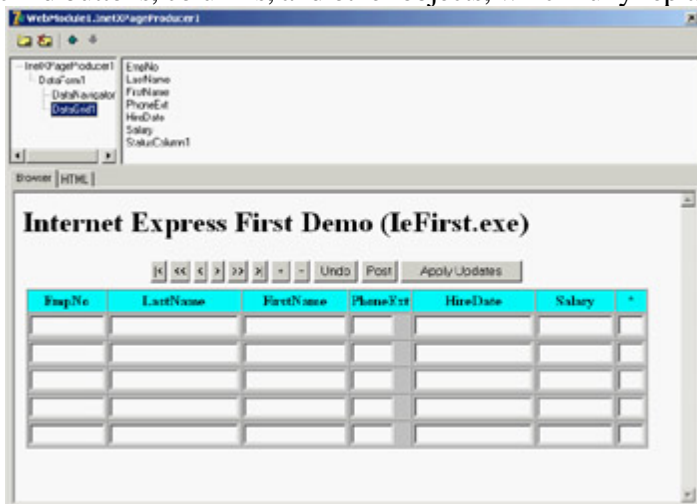 WebModule1.InetXPageProducer1
InetXPageProducer1
DataForm1
DataNavigator
DataGrid1
EmpNo
LastName
FirstName
PhoneExt
HireDate
Salary
StatusColumn1
Browser HTML
Internet Express First Demo (IeFirst.exe)
|< << < > >> >| + - Undo Post Apply Updates
EmpNo LastName FirstName PhoneExt HireDate Salary *